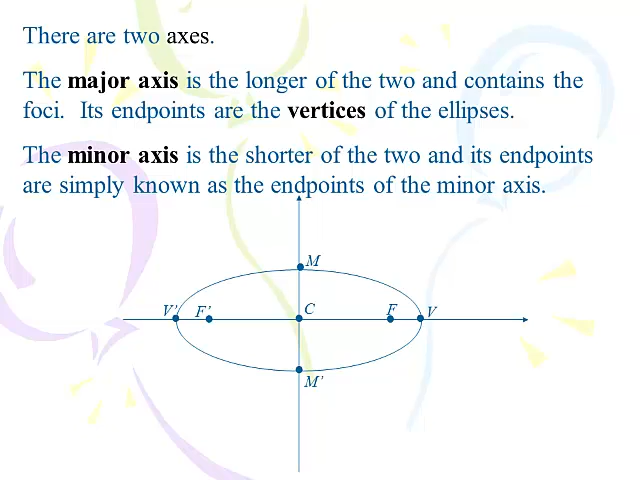 There are two axes.
The major axis is the longer of the two and contains the
foci. Its endpoints are the vertices of the ellipses.
The minor axis is the shorter of the two and its endpoints
are simply known as the endpoints of the minor axis.
M
V' F' C F V
M'